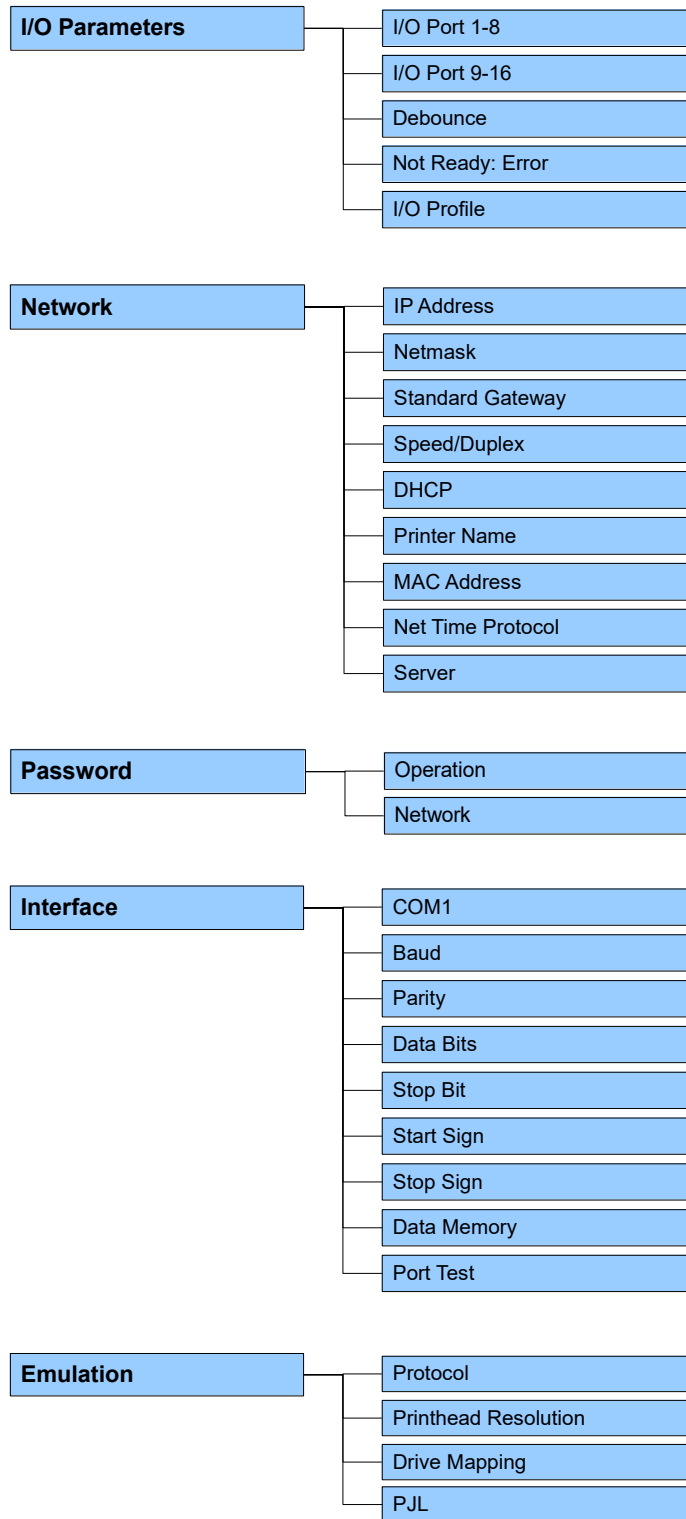 I/O Parameters
I/O Port 1-8
I/O Port 9-16
Debounce
Not Ready: Error
I/O Profile
Network
IP Address
Netmask
Standard Gateway
Speed/Duplex
DHCP
Printer Name
MAC Address
Net Time Protocol
Server
Password
Operation
Network
Interface
COM1
Baud
Parity
Data Bits
Stop Bit
Start Sign
Stop Sign
Data Memory
Port Test
Emulation
Protocol
Printhead Resolution
Drive Mapping
PJL